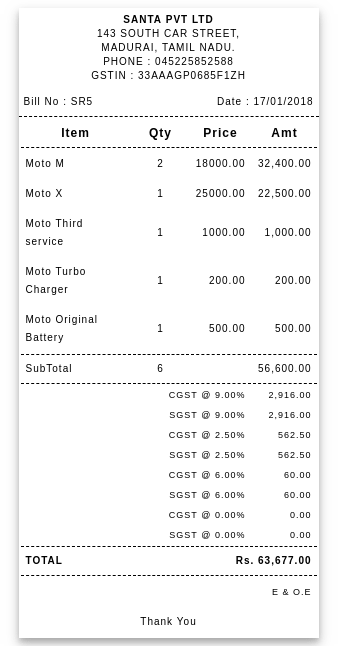 SANTA PVT LTD
143 SOUTH CAR STREET,
MADURAI, TAMIL NADU.
PHONE : 045225852588
GSTIN : 33AAAGP0685F1ZH
Bill No : SR5 Date : 17/01/2018
Item Qty Price Amt
Moto M 2 18000.00 32,400.00
Moto X 1 25000.00 22,500.00
Moto Third
service 1 1000.00 1,000.00
Moto Turbo
Charger 1 200.00 200.00
Moto Original
Battery 1 500.00 500.00
SubTotal 6 56,600.00
CGST @ 9.00% 2,916.00
SGST @ 9.00% 2,916.00
CGST @ 2.50% 562.50
SGST @ 2.50% 562.50
CGST @ 6.00% 60.00
SGST @ 6.00% 60.00
CGST @ 0.00% 0.00
SGST @ 0.00% 0.00
TOTAL Rs. 63,677.00
E & O.E
Thank You